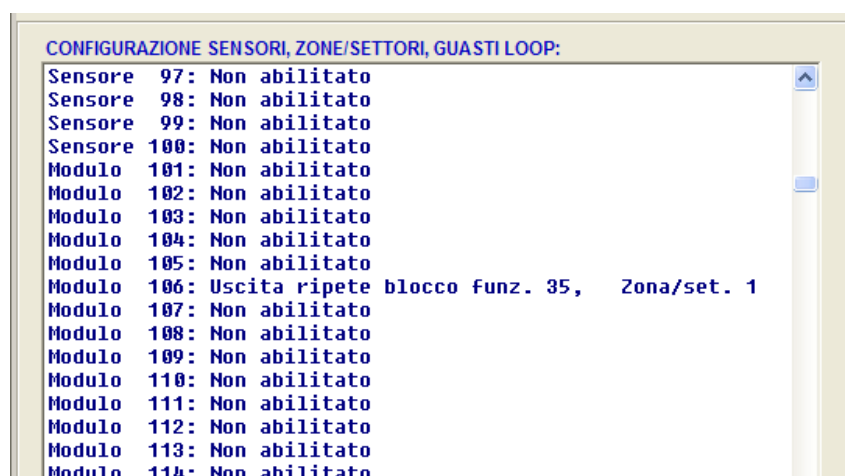 CONFIGURAZIONE SENSORI, ZONE/SETTORI, GUASTI LOOP:
Sensore  97: Non abilitato
Sensore  98: Non abilitato
Sensore  99: Non abilitato
Sensore 100: Non abilitato
Modulo  101: Non abilitato
Modulo  102: Non abilitato
Modulo  103: Non abilitato
Modulo  104: Non abilitato
Modulo  105: Non abilitato
Modulo  106: Uscita ripete blocco funz. 35,   Zona/set. 1
Modulo  107: Non abilitato
Modulo  108: Non abilitato
Modulo  109: Non abilitato
Modulo  110: Non abilitato
Modulo  111: Non abilitato
Modulo  112: Non abilitato
Modulo  113: Non abilitato
Modulo  114: Non abilitato